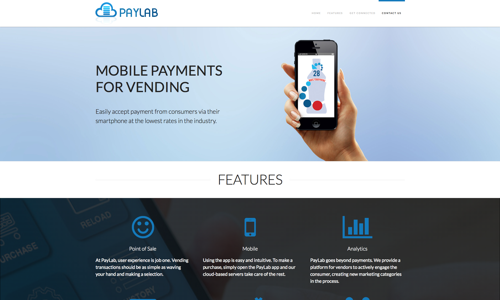 PAYLAB
HOME FEATURES GET CONNECTED CONTACT US
MOBILE PAYMENTS
FOR VENDING
Easily accept payment from consumers via their
smartphone at the lowest rates in the industry.
28
FEATURES
RELOAD
PURCHASE
Point of Sale
At PayLab, user experience is job one. Vending
transactions should be as simple as waving
your hand and making a selection.
Mobile
Using the app is easy and intuitive. To make a
purchase, simply open the PayLab app and our
cloud-based servers take care of the rest.
Analytics
PayLab goes beyond payments. We provide a
platform for vendors to actively engage the
consumer, creating new marketing categories
in the process.